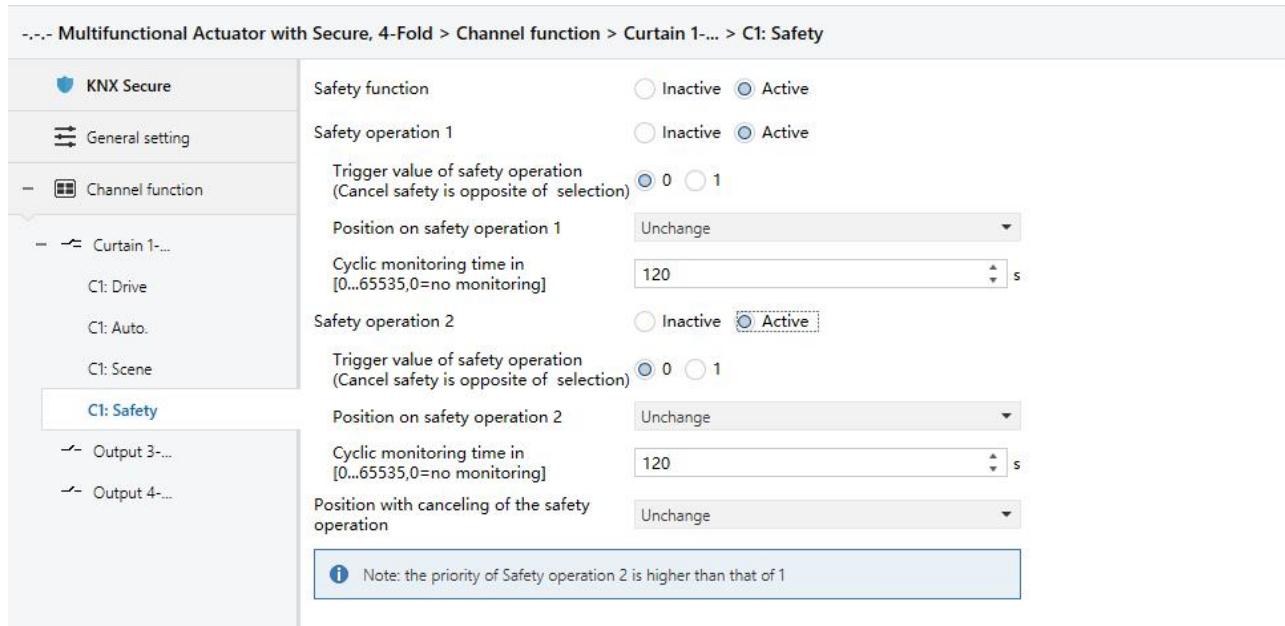 -.-.- Multifunctional Actuator with Secure, 4-Fold > Channel function > Curtain 1-... > C1: Safety
KNX Secure
General setting
Channel function
Curtain 1-...
C1: Drive
C1: Auto.
C1: Scene
C1: Safety
Output 3-...
Output 4-...
Safety function Inactive Active
Safety operation 1 Inactive Active
Trigger value of safety operation
(Cancel safety is opposite of selection) 0 1
Position on safety operation 1 Unchange
Cyclic monitoring time in
[0...65535,0=no monitoring] 120 s
Safety operation 2 Inactive Active
Trigger value of safety operation
(Cancel safety is opposite of selection) 0 1
Position on safety operation 2 Unchange
Cyclic monitoring time in
[0...65535,0=no monitoring] 120 s
Position with canceling of the safety
operation Unchange
Note: the priority of Safety operation 2 is higher than that of 1